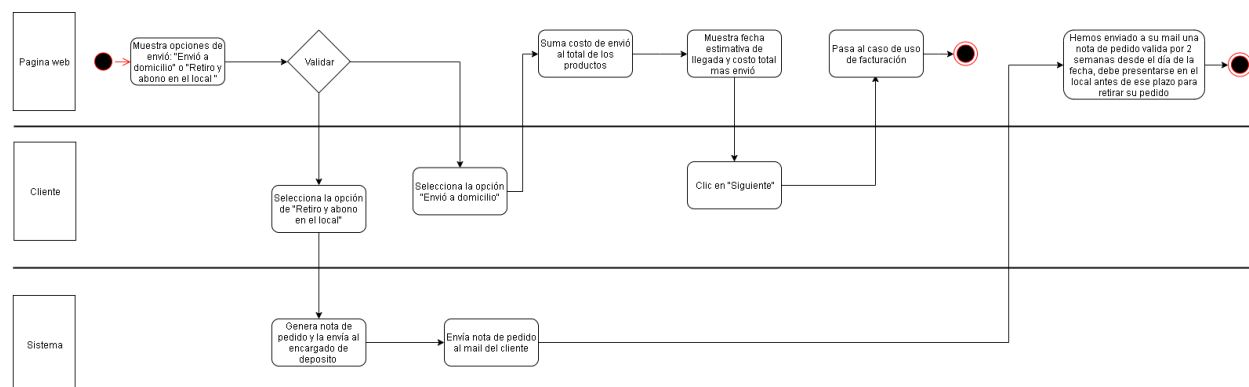 Pagina web
Muestra opciones de
envió: "Envió a
domicilio" o "Retiro y
abono en el local "
Validar
Suma costo de envió
al total de los
productos
Muestra fecha
estimativa de
llegada y costo total
mas envió
Pasa al caso de uso
de facturación
Hemos enviado a su mail una
nota de pedido valida por 2
semanas desde el día de la
fecha, debe presentarse en el
local antes de ese plazo para
retirar su pedido
Cliente
Selecciona la opción
de "Retiro y abono
en el local"
Selecciona la opción
"Envió a domicilio"
Clic en "Siguiente"
Sistema
Genera nota de
pedido y la envía al
encargado de
deposito
Envía nota de pedido
al mail del cliente